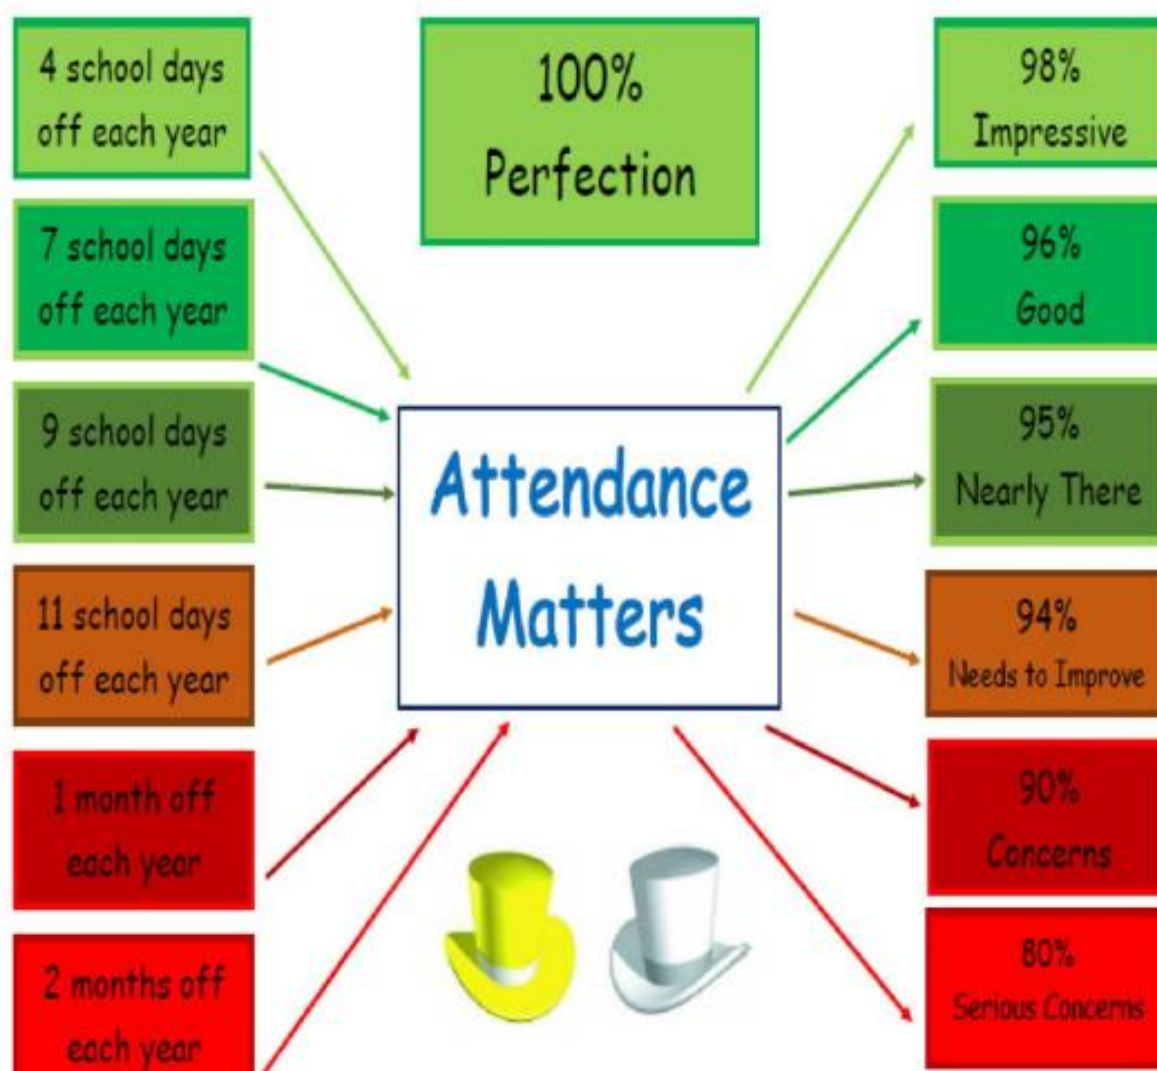 4 school days
off each year
7 school days
off each year
9 school days
off each year
11 school days
off each year
1 month off
each year
2 months off
each year
100%
Perfection
Attendance
Matters
98%
Impressive
96%
Good
95%
Nearly There
94%
Needs to Improve
90%
Concerns
80%
Serious Concerns